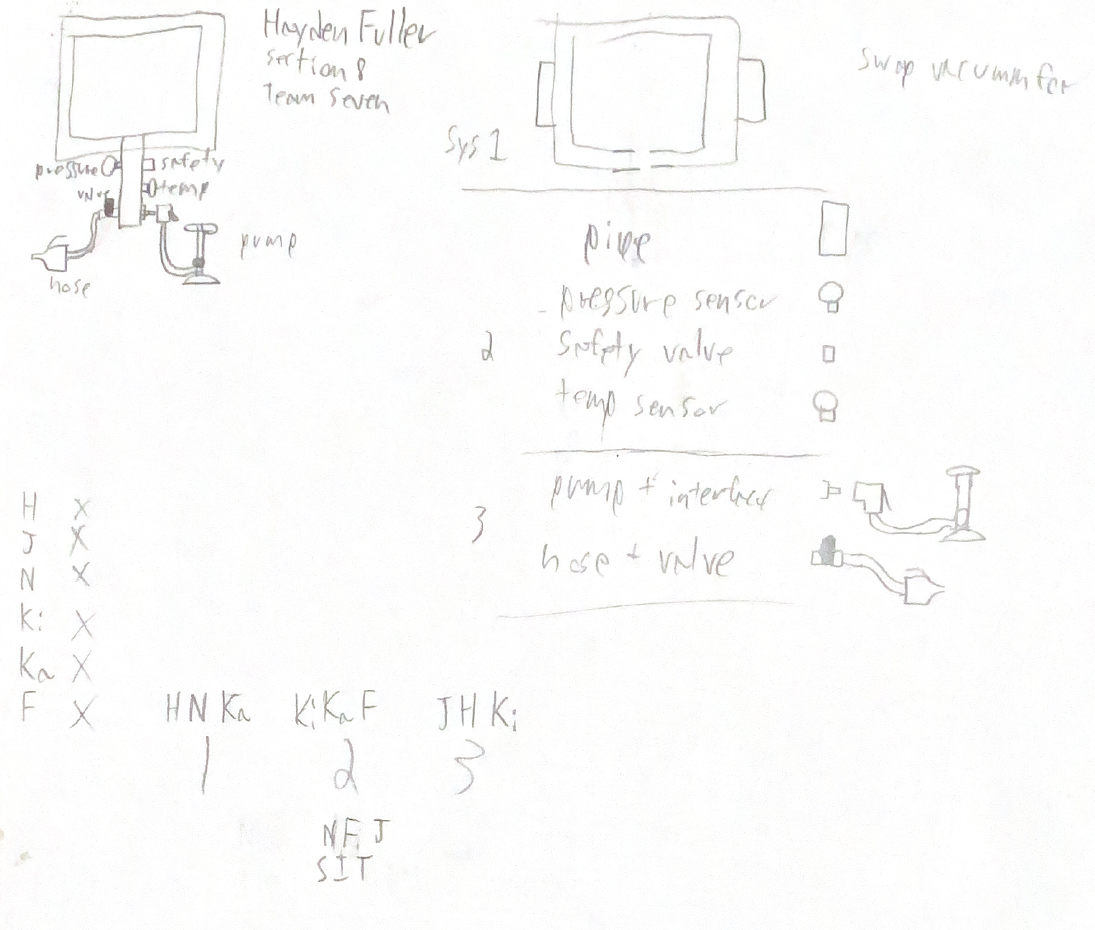 Hayden Fuller
section 8
Team Seven
pressure
safety
valve
temp
pump
hose
swap vacumm for
Sys 1
pipe
pressure sensor
2
safety valve
temp sensor
pump + interface
3
hose + valve
H X
J X
N X
Ki X
Ka X
F X
H N Ka
Ki Ka F
J H Ki
1
2
3
N F J
S I T